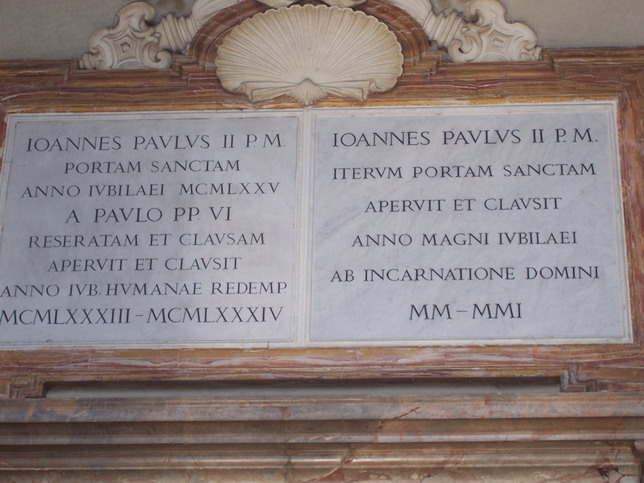 IOANNES PAVLVS II P M.
PORTAM SANCTAM
ANNO IVBILAEI MCMLXXV
A PAVLO PP. VI
RESERATAM ET CLAVSAM
APERVIT ET CLAVSIT
ANNO IVB. HVMANAE REDEMP
MCMLXXXIII-MCMLXXXIV
IOANNES PAVLVS II P. M.
ITERVM PORTAM SANCTAM
APERVIT ET CLAVSIT
ANNO MAGNI IVBILAEI
AB INCARNATIONE DOMINI
MM-MMI